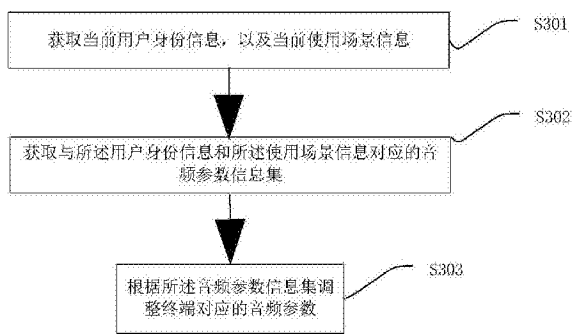 获取当前用户身份信息，以及当前使用场景信息
S301
获取与所述用户身份信息和所述使用场景信息对应的音
频参数信息集
S302
根据所述音频参数信息集调
整终端对应的音频参数
S303